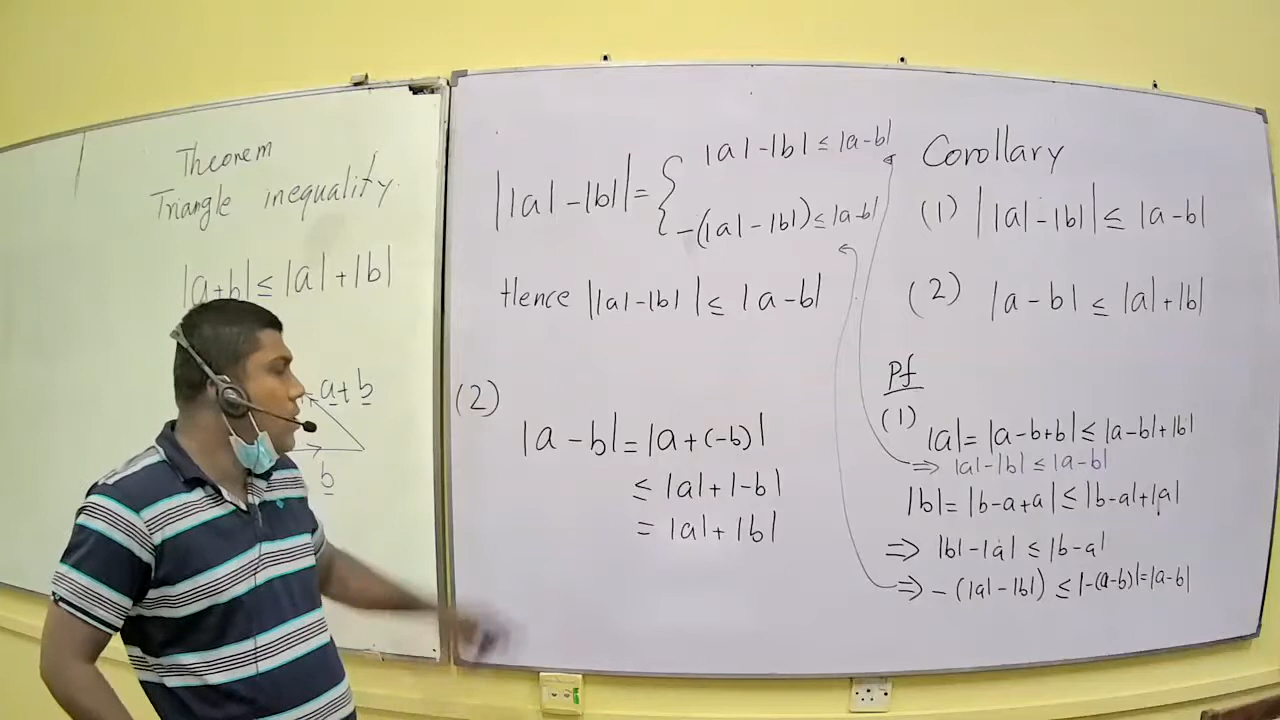 Theorem
Triangle inequality.
|a+b| ≤ |a| + |b|
a + b
b
Corollary
(1) ||a| - |b|| ≤ |a - b|
(2) |a - b| ≤ |a| + |b|
Pf
(1)
|a| = |a-b+b| ≤ |a-b| + |b|
⇒ |a| - |b| ≤ |a-b|
|b| = |b-a+a| ≤ |b-a| + |a|
⇒ |b| - |a| ≤ |b-a|
⇒ -(|a| - |b|) ≤ |-(a-b)| = |a-b|
||a| - |b|| = { |a| - |b| ≤ |a-b|
-(|a| - |b|) ≤ |a-b|
Hence ||a| - |b|| ≤ |a - b|
(2)
|a - b| = |a + (-b)|
≤ |a| + |-b|
= |a| + |b|